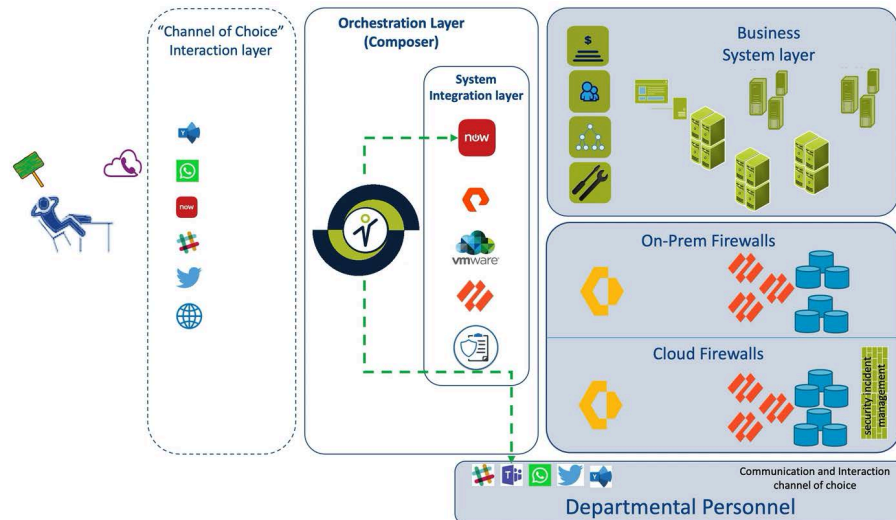 “Channel of Choice”
Interaction layer
now
Orchestration Layer
(Composer)
System
Integration layer
now
vmware®
$
Business
System layer
On-Prem Firewalls
Cloud Firewalls
security incident
management
Communication and Interaction
channel of choice
Departmental Personnel